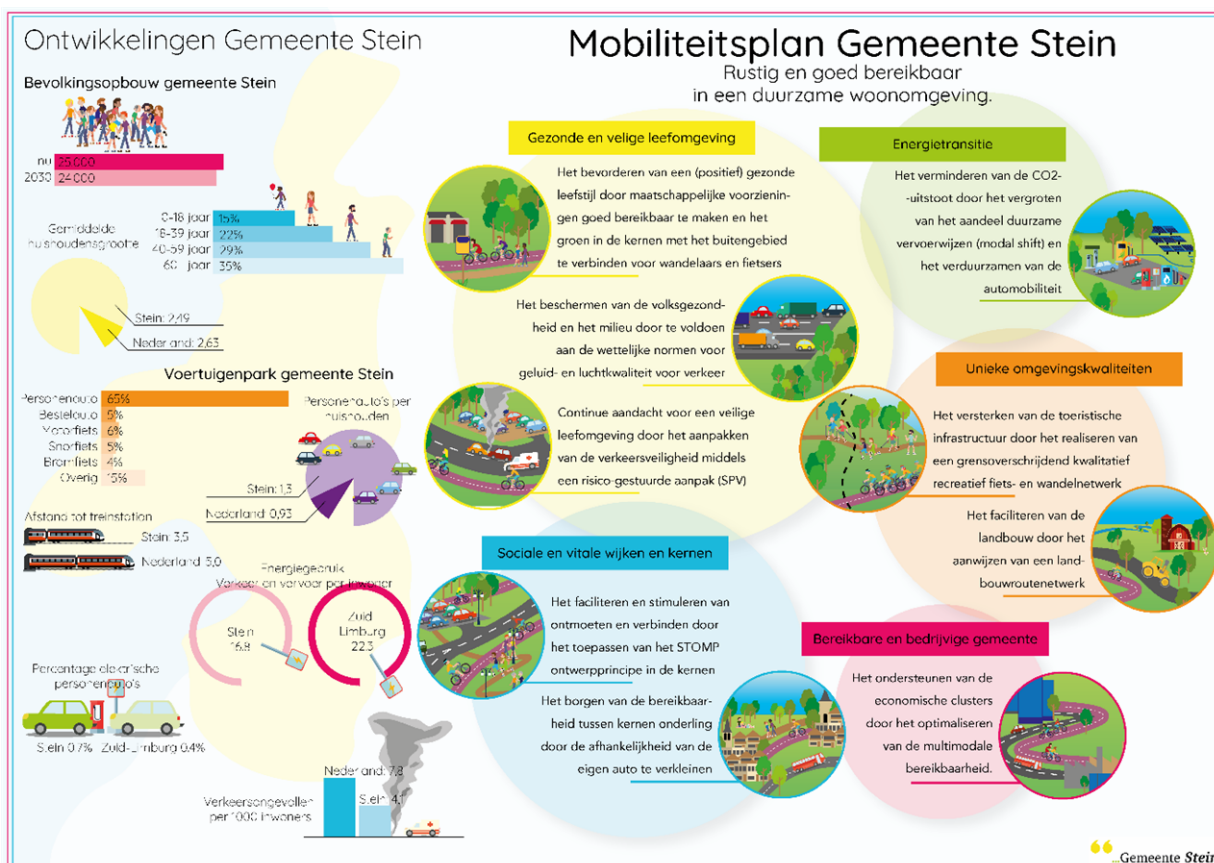 Ontwikkelingen Gemeente Stein
Bevolkingsopbouw gemeente Stein
nu 25.000
2030 24.000
0-18 jaar 15%
18-39 jaar 22%
40-59 jaar 29%
60 jaar 35%
Gemiddelde
huishoudensgrootte
Stein: 2,49
Nederland: 2,63
Voertuigenpark gemeente Stein
Personenauto 65%
Bestelauto 5%
Motorfiets 6%
Snorfiets 5%
Bromfiets 4%
Overig 15%
Personenauto's per
huishouden
Stein: 1,3
Nederland: 0,93
Afstand tot treinstation
Stein: 3,5
Nederland: 5,0
Energiegebruik
Verkeer en vervoer per inwoner
Stein
16.8
Zuid
Limburg
22.3
Percentage elektrische
personenauto's
Stein 0.7% Zuid-Limburg 0.4%
Nederland: 7,8
Stein: 4,1
Verkeersongevallen
per 1000 inwoners
Mobiliteitsplan Gemeente Stein
Rustig en goed bereikbaar
in een duurzame woonomgeving.
Gezonde en velige leefomgeving
Het bevorderen van een (positief) gezonde
leefstijl door maatschappelijke voorzienin-
gen goed bereikbaar te maken en het
groen in de kernen met het buitengebied
te verbinden voor wandelaars en fietsers
Het beschermen van de volksgezond-
heid en het milieu door te voldoen
aan de wettelijke normen voor
geluid- en luchtkwaliteit voor verkeer
Continue aandacht voor een veilige
leefomgeving door het aanpakken
van de verkeersveiligheid middels
een risico-gestuurde aanpak (SPV)
Energietransitie
Het verminderen van de CO2-
-uitstoot door het vergroten
van het aandeel duurzame
vervoerwijzen (modal shift) en
het verduurzamen van de
automobiliteit
Unieke omgevingskwaliteiten
Het versterken van de toeristische
infrastructuur door het realiseren van
een grensoverschrijdend kwalitatief
recreatief fiets- en wandelnetwerk
Het faciliteren van de
landbouw door het
aanwijzen van een land-
bouwroutenetwerk
Sociale en vitale wijken en kernen
Het faciliteren en stimuleren van
ontmoeten en verbinden door
het toepassen van het STOMP
ontwerpprincipe in de kernen
Het borgen van de bereikbaar-
heid tussen kernen onderling
door de afhankelijkheid van de
eigen auto te verkleinen
Bereikbare en bedrijvige gemeente
Het ondersteunen van de
economische clusters
door het optimaliseren
van de multimodale
bereikbaarheid.
Gemeente Stein